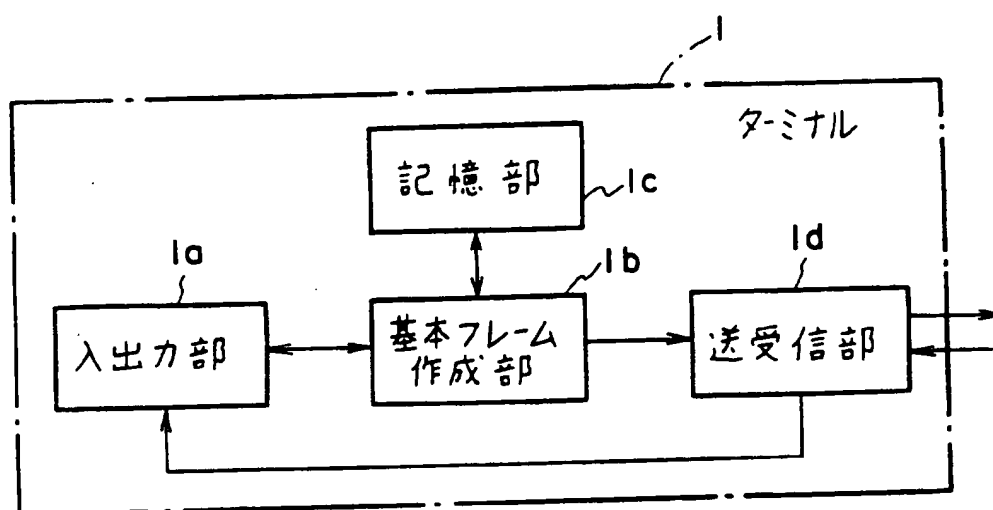 1
ターミナル
記憶部
1c
1a
1b
1d
入出力部
基本フレーム
作成部
送受信部